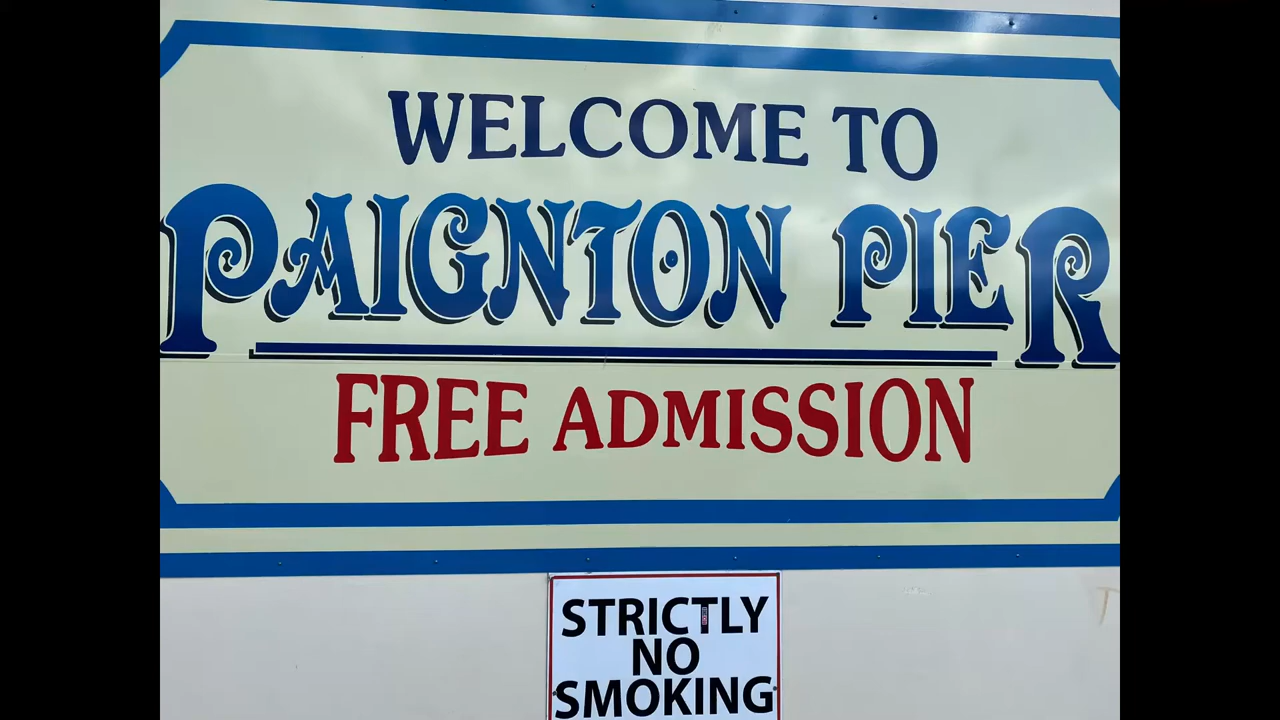 WELCOME TO
PAIGNTON PIER
FREE ADMISSION
STRICTLY
NO
SMOKING